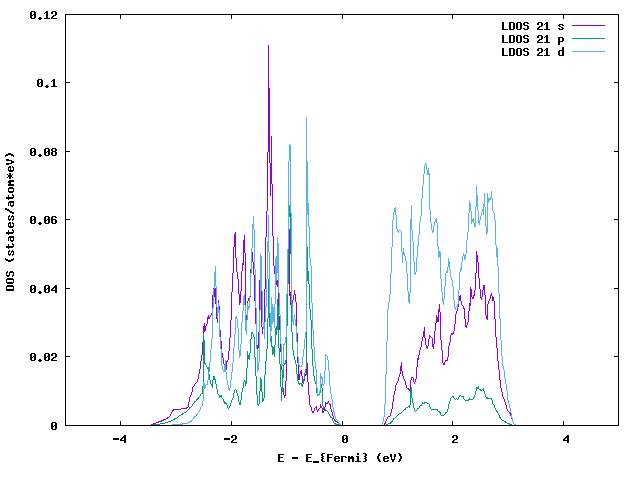 0.12
0.1
0.08
0.06
0.04
0.02
0
-4
-2
0
2
4
DOS (states/atom*eV)
E - E_{Fermi} (eV)
LDOS 21 s
LDOS 21 p
LDOS 21 d